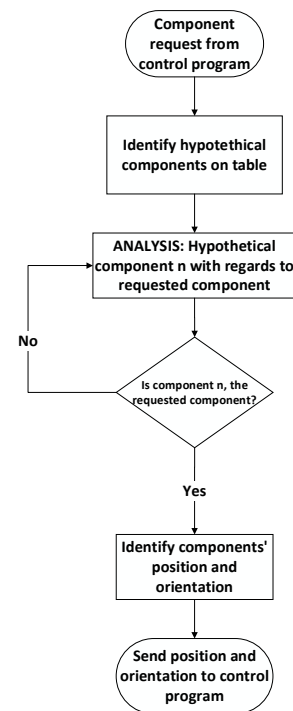 Component
request from
control program
Identify hypotethical
components on table
ANALYSIS: Hypothetical
component n with regards to
requested component
No
Is component n, the
requested component?
Yes
Identify components'
position and
orientation
Send position and
orientation to control
program